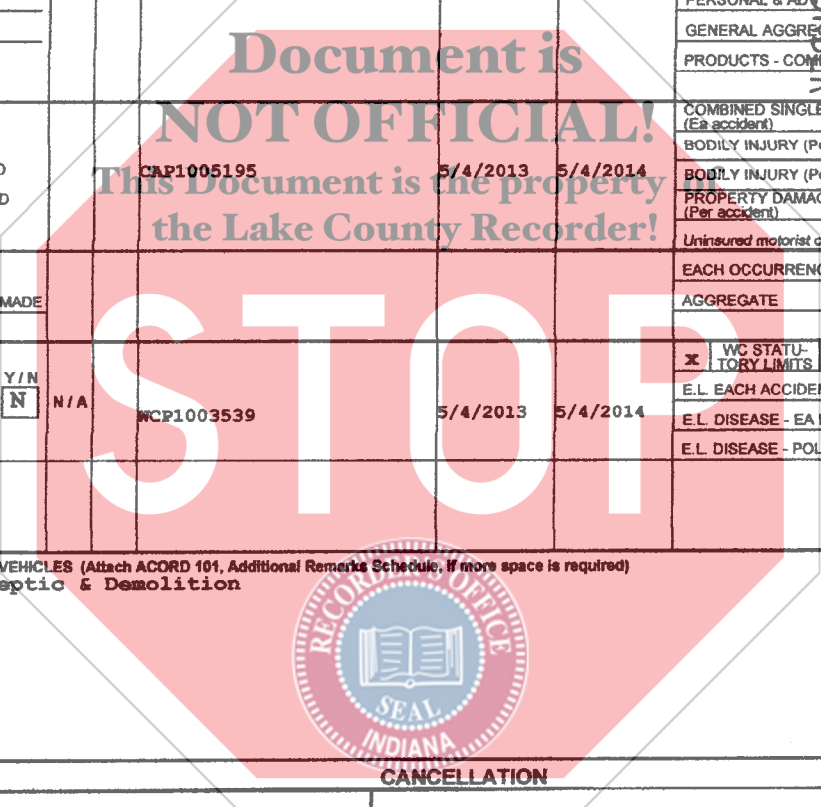 PERSONAL & ADV
GENERAL AGGREG
PRODUCTS - COM
Document is
NOT OFFICIAL!
This Document is the property of
the Lake County Recorder!
COMBINED SINGLE
(Ea accident)
BODILY INJURY (Pe
CAP1005195 5/4/2013 5/4/2014
BODILY INJURY (Pe
D
PROPERTY DAMAG
(Per accident)
Uninsured motorist c
EACH OCCURRENC
MADE
AGGREGATE
STOP
X WC STATU-
TORY LIMITS
Y / N
N
N / A
WCP1003539 5/4/2013 5/4/2014
E.L. EACH ACCIDEN
E.L. DISEASE - EA
E.L. DISEASE - POL
VEHICLES (Attach ACORD 101, Additional Remarks Schedule, if more space is required)
eptic & Demolition
RECORDER'S OFFICE
SEAL
INDIANA
CANCELLATION